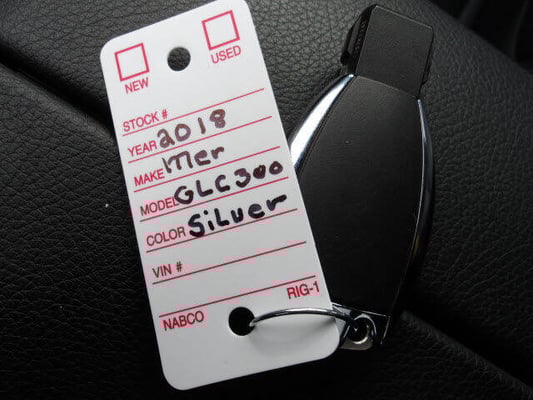 NEW USED
STOCK #
YEAR 2018
MAKE Mer
MODEL GLC300
COLOR Silver
VIN #
NABCO RIG-1